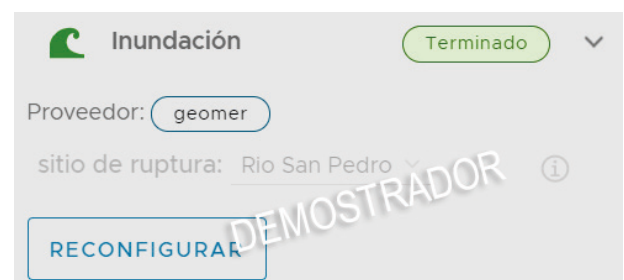 Inundación Terminado
Proveedor: geomer
sitio de ruptura: Rio San Pedro
DEMOSTRADOR
RECONFIGURAR